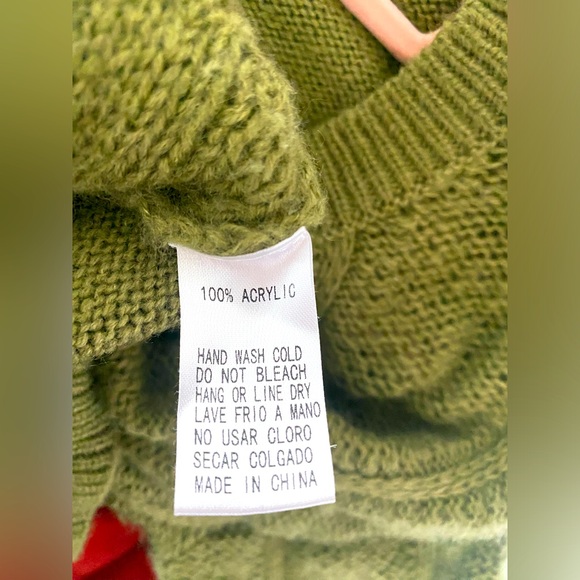 100% ACRYLIC
HAND WASH COLD
DO NOT BLEACH
HANG OR LINE DRY
LAVE FRIO A MANO
NO USAR CLORO
SECAR COLGADO
MADE IN CHINA